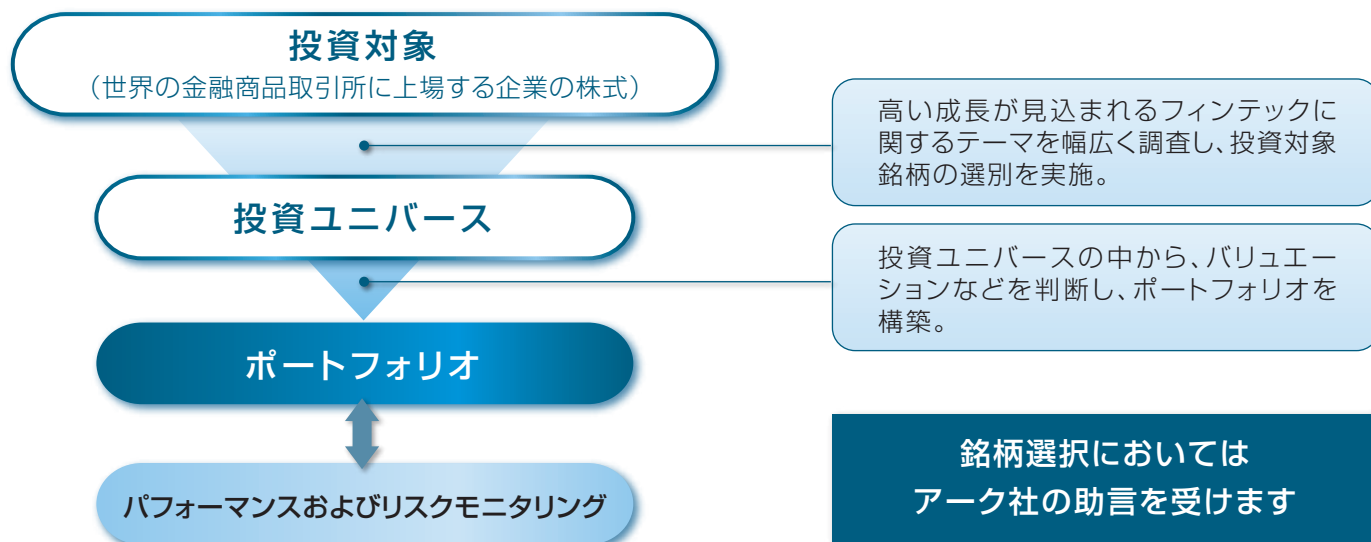 投資対象
（世界の金融商品取引所に上場する企業の株式）
高い成長が見込まれるフィンテックに
関するテーマを幅広く調査し、投資対象
銘柄の選別を実施。
投資ユニバース
投資ユニバースの中から、バリュエー
ションなどを判断し、ポートフォリオを
構築。
ポートフォリオ
パフォーマンスおよびリスクモニタリング
銘柄選択においては
アーク社の助言を受けます